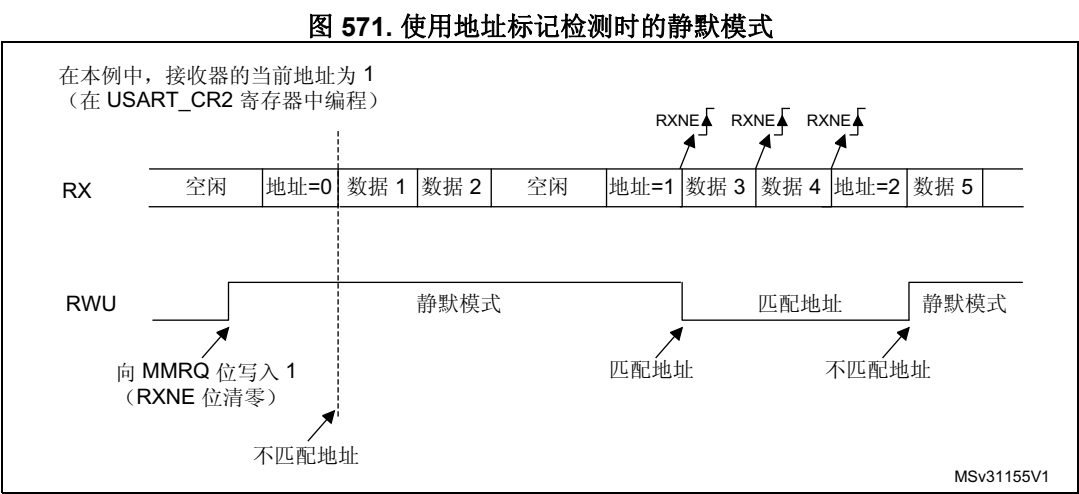 图 571. 使用地址标记检测时的静默模式
在本例中，接收器的当前地址为 1
（在 USART_CR2 寄存器中编程）
RXNE RXNE RXNE
RX 空闲 地址=0 数据 1 数据 2 空闲 地址=1 数据 3 数据 4 地址=2 数据 5
RWU 静默模式 匹配地址 静默模式
向 MMRQ 位写入 1
（RXNE 位清零）
匹配地址 不匹配地址
不匹配地址
MSv31155V1